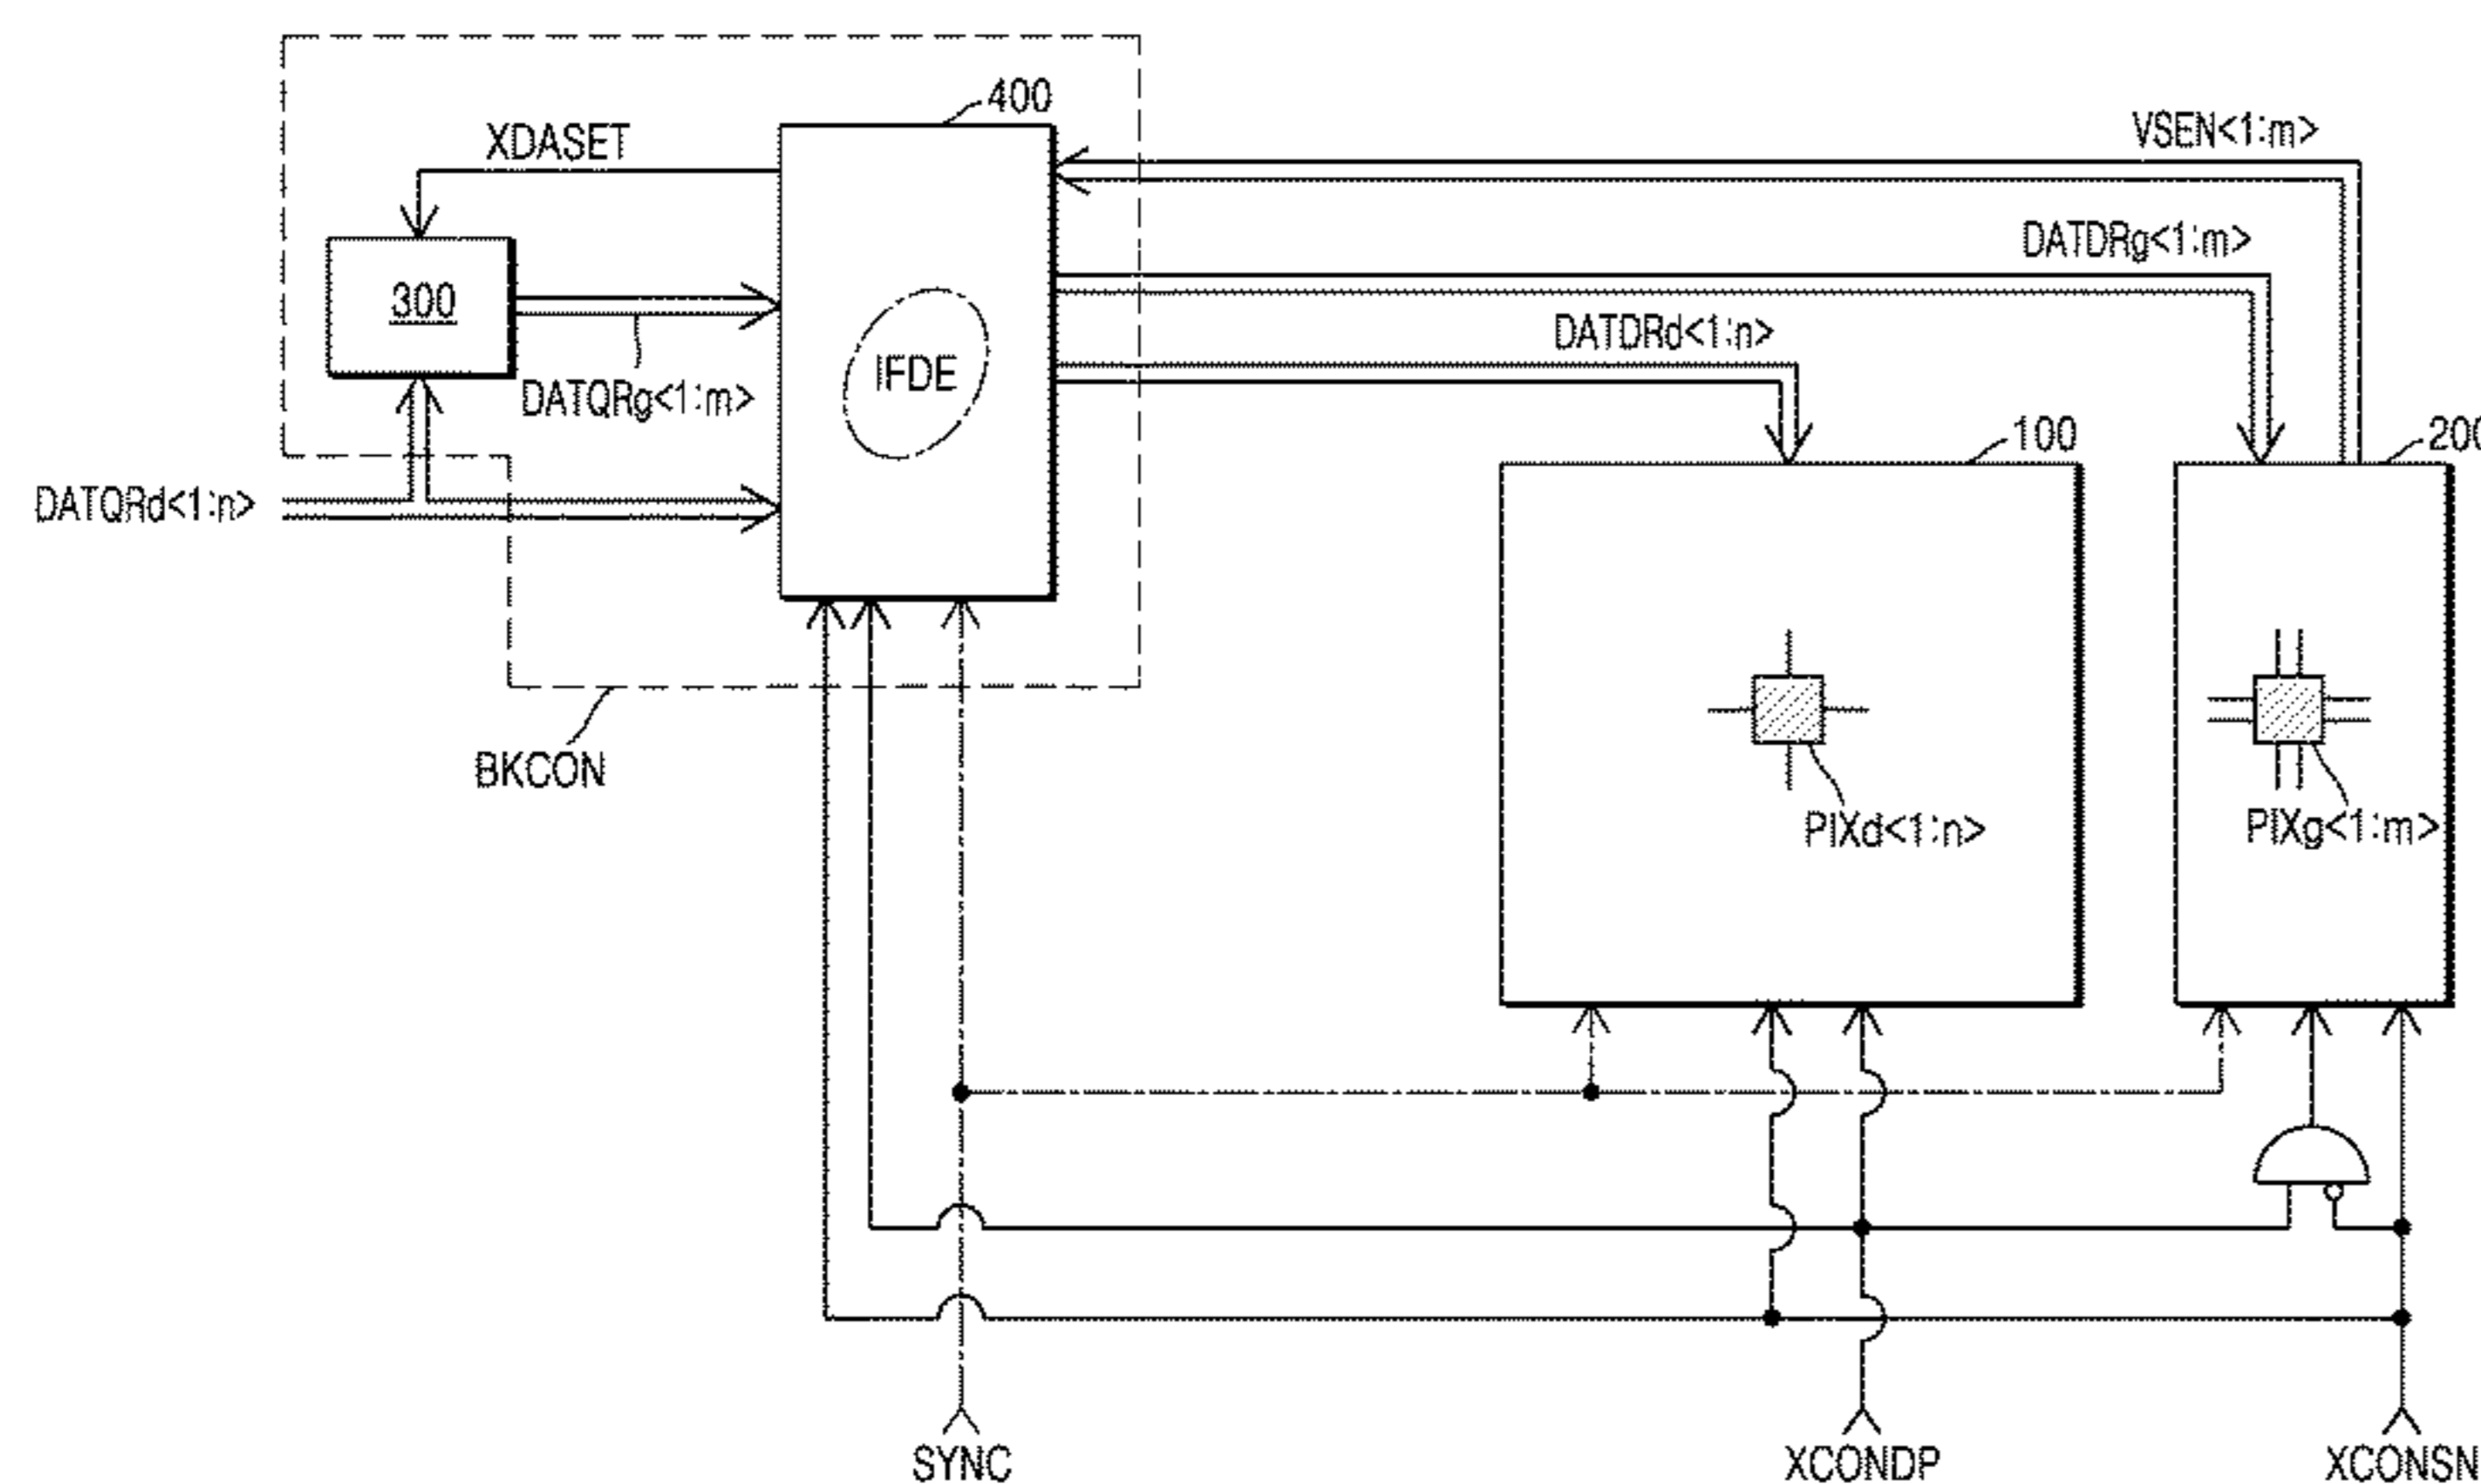 400
XDASET
VSEN<1:m>
DATDRg<1:m>
300
IFDE
DATDRd<1:n>
DATQRg<1:m>
100
200
DATQRd<1:n>
BKCON
PIXd<1:n>
PIXg<1:m>
SYNC
XCONDP
XCONSN